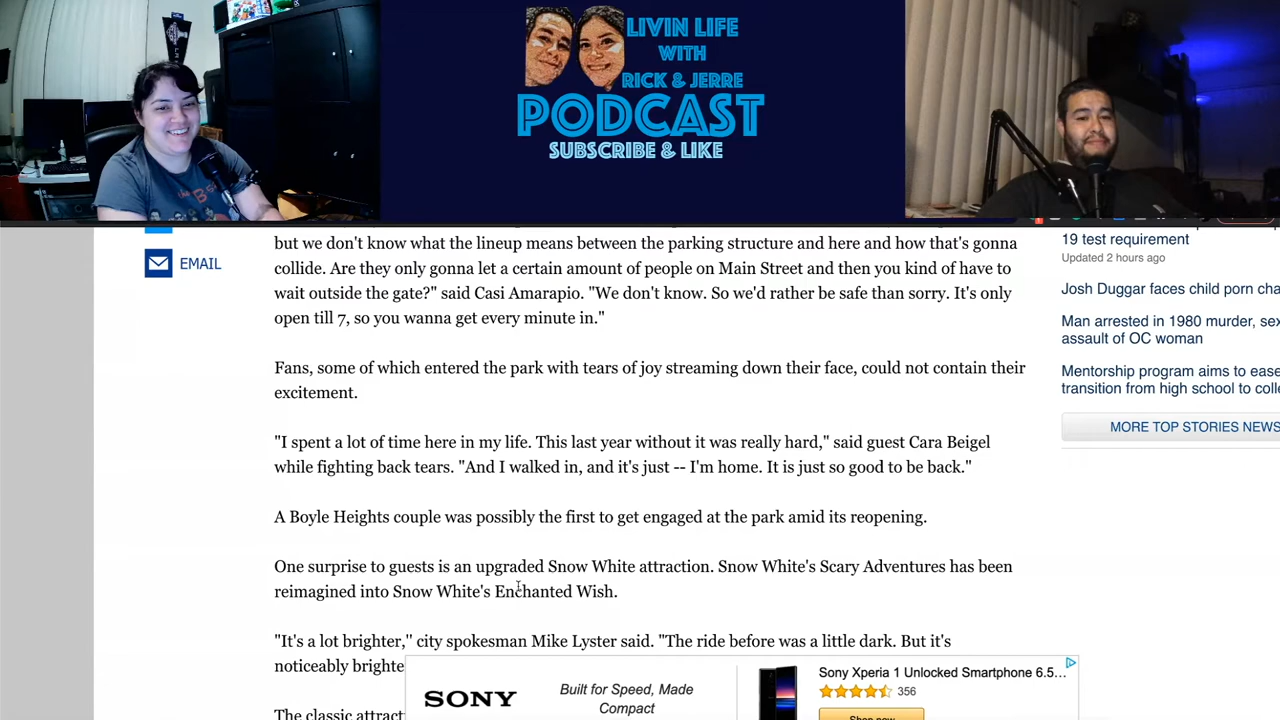 LIVIN LIFE
WITH
RICK & JERRE
PODCAST
SUBSCRIBE & LIKE
EMAIL
but we don't know what the lineup means between the parking structure and here and how that's gonna
collide. Are they only gonna let a certain amount of people on Main Street and then you kind of have to
wait outside the gate?" said Casi Amarapio. "We don't know. So we'd rather be safe than sorry. It's only
open till 7, so you wanna get every minute in."
Fans, some of which entered the park with tears of joy streaming down their face, could not contain their
excitement.
"I spent a lot of time here in my life. This last year without it was really hard," said guest Cara Beigel
while fighting back tears. "And I walked in, and it's just -- I'm home. It is just so good to be back."
A Boyle Heights couple was possibly the first to get engaged at the park amid its reopening.
One surprise to guests is an upgraded Snow White attraction. Snow White's Scary Adventures has been
reimagined into Snow White's Enchanted Wish.
"It's a lot brighter," city spokesman Mike Lyster said. "The ride before was a little dark. But it's
noticeably brighte
The classic attract
19 test requirement
Updated 2 hours ago
Josh Duggar faces child porn cha
Man arrested in 1980 murder, sex
assault of OC woman
Mentorship program aims to ease
transition from high school to colle
MORE TOP STORIES NEWS
SONY
Built for Speed, Made
Compact
Sony Xperia 1 Unlocked Smartphone 6.5...
356
Shop now